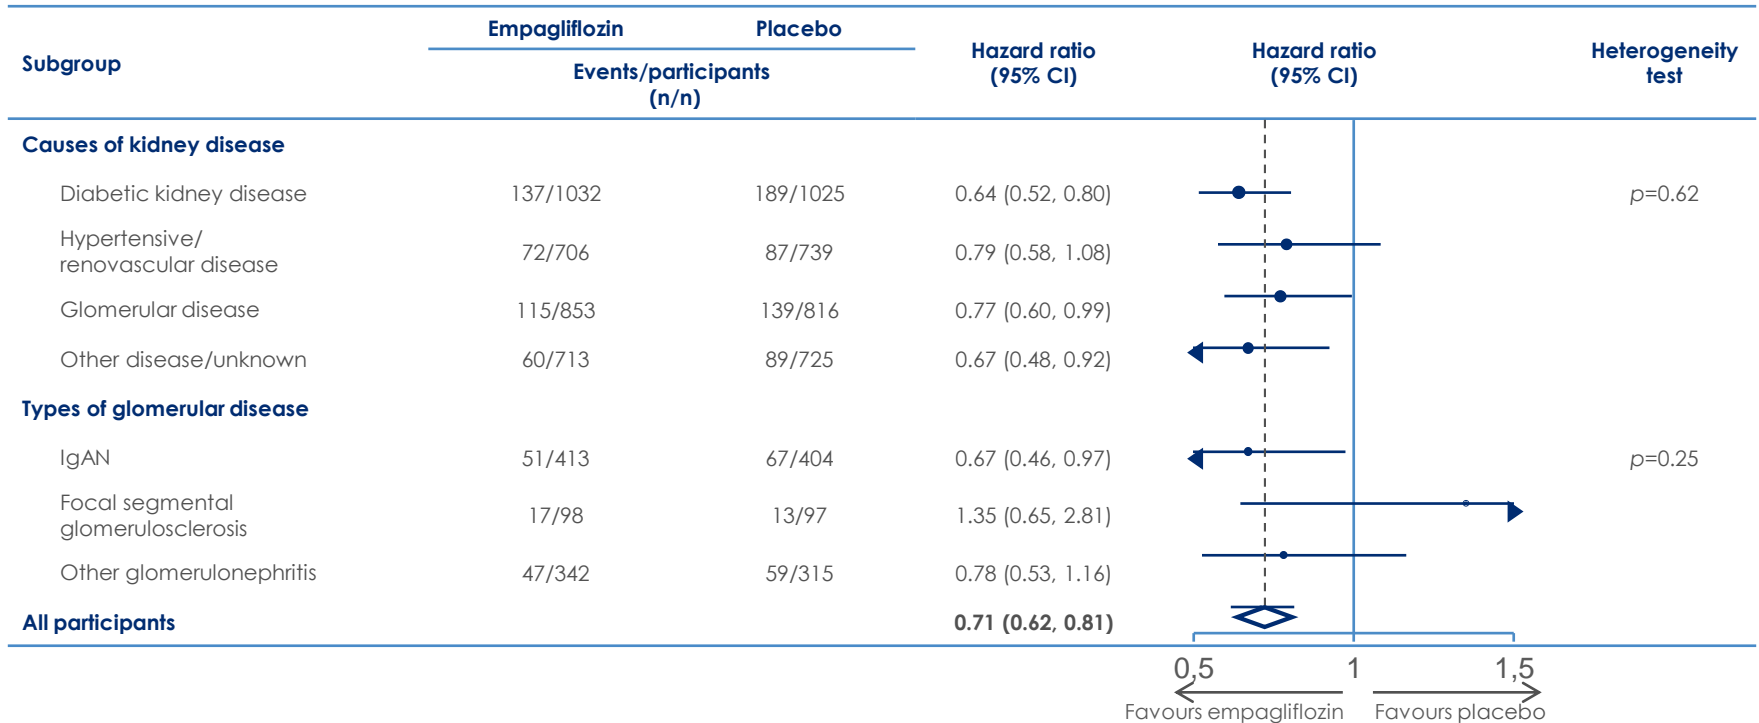 Subgroup
Empagliflozin
Placebo
Events/participants
(n/n)
Hazard ratio
(95% CI)
Hazard ratio
(95% CI)
Heterogeneity
test
Causes of kidney disease
Diabetic kidney disease 137/1032 189/1025 0.64 (0.52, 0.80) p=0.62
Hypertensive/
renovascular disease 72/706 87/739 0.79 (0.58, 1.08)
Glomerular disease 115/853 139/816 0.77 (0.60, 0.99)
Other disease/unknown 60/713 89/725 0.67 (0.48, 0.92)
Types of glomerular disease
IgAN 51/413 67/404 0.67 (0.46, 0.97) p=0.25
Focal segmental
glomerulosclerosis 17/98 13/97 1.35 (0.65, 2.81)
Other glomerulonephritis 47/342 59/315 0.78 (0.53, 1.16)
All participants 0.71 (0.62, 0.81)
0,5 1 1,5
Favours empagliflozin Favours placebo